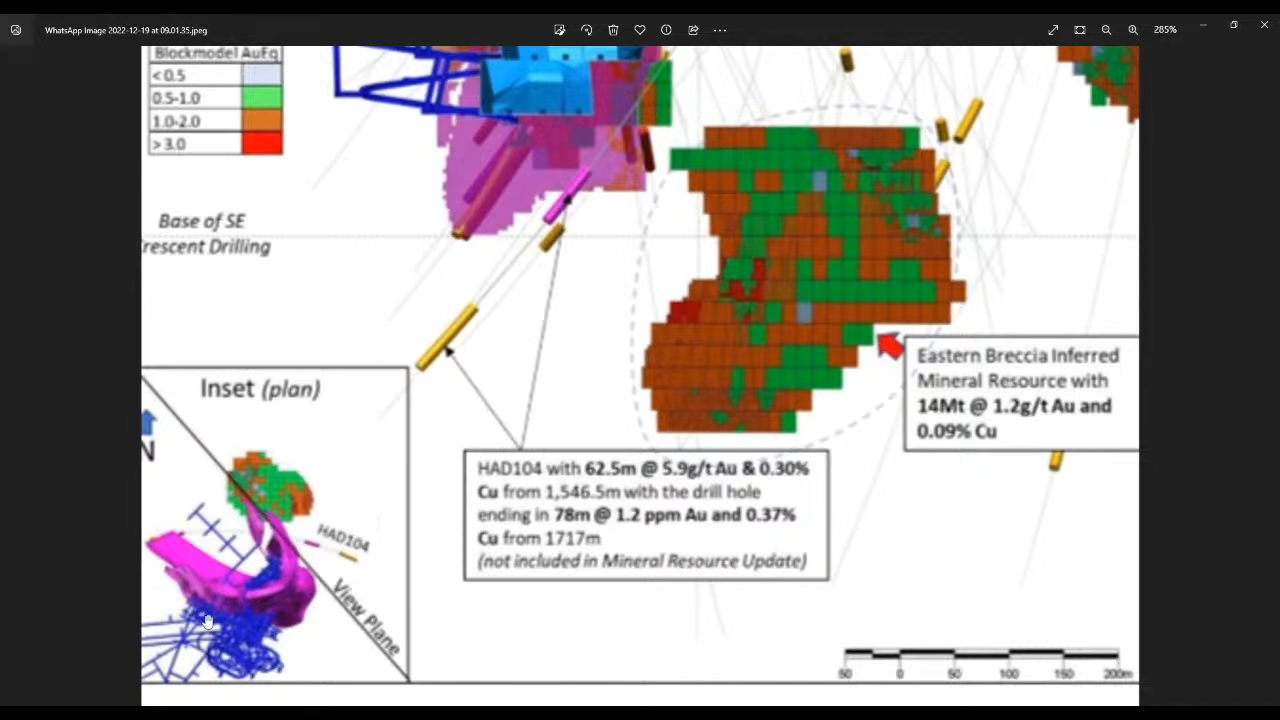 WhatsApp Image 2022-12-19 at 09.01.35.jpeg
285%
Blockmodel AuEq
< 0.5
0.5-1.0
1.0-2.0
> 3.0
Base of SE
Crescent Drilling
Eastern Breccia Inferred
Mineral Resource with
14Mt @ 1.2g/t Au and
0.09% Cu
Inset (plan)
N
HAD104
View Plane
HAD104 with 62.5m @ 5.9g/t Au & 0.30%
Cu from 1,546.5m with the drill hole
ending in 78m @ 1.2 ppm Au and 0.37%
Cu from 1717m
(not included in Mineral Resource Update)
50 0 50 100 150 200m